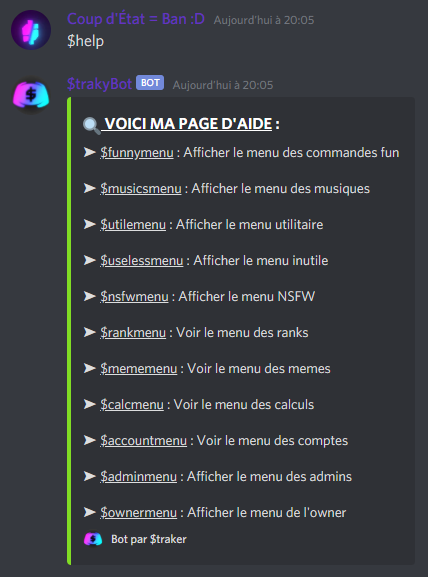 Coup d'État = Ban :D Aujourd'hui à 20:05
$help
$trakyBot BOT Aujourd'hui à 20:05
VOICI MA PAGE D'AIDE :
➤ $funnymenu : Afficher le menu des commandes fun
➤ $musicsmenu : Afficher le menu des musiques
➤ $utilemenu : Afficher le menu utilitaire
➤ $uselessmenu : Afficher le menu inutile
➤ $nsfwmenu : Afficher le menu NSFW
➤ $rankmenu : Voir le menu des ranks
➤ $mememenu : Voir le menu des memes
➤ $calcmenu : Voir le menu des calculs
➤ $accountmenu : Voir le menu des comptes
➤ $adminmenu : Afficher le menu des admins
➤ $ownermenu : Afficher le menu de l'owner
Bot par $traker